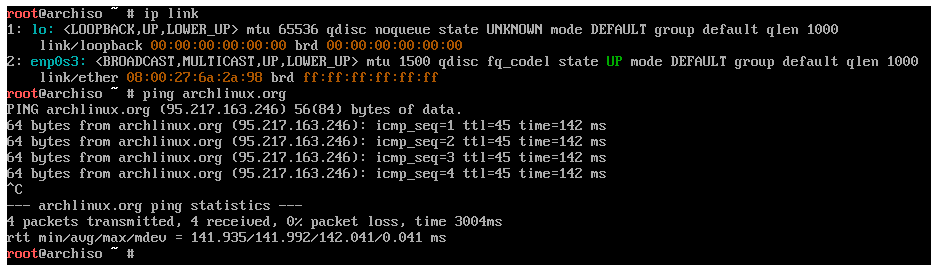 root@archiso ~ # ip link
1: lo: <LOOPBACK,UP,LOWER_UP> mtu 65536 qdisc noqueue state UNKNOWN mode DEFAULT group default qlen 1000
    link/loopback 00:00:00:00:00:00 brd 00:00:00:00:00:00
2: enp0s3: <BROADCAST,MULTICAST,UP,LOWER_UP> mtu 1500 qdisc fq_codel state UP mode DEFAULT group default qlen 1000
    link/ether 08:00:27:6a:2a:98 brd ff:ff:ff:ff:ff:ff
root@archiso ~ # ping archlinux.org
PING archlinux.org (95.217.163.246) 56(84) bytes of data.
64 bytes from archlinux.org (95.217.163.246): icmp_seq=1 ttl=45 time=142 ms
64 bytes from archlinux.org (95.217.163.246): icmp_seq=2 ttl=45 time=142 ms
64 bytes from archlinux.org (95.217.163.246): icmp_seq=3 ttl=45 time=142 ms
64 bytes from archlinux.org (95.217.163.246): icmp_seq=4 ttl=45 time=142 ms
^C
--- archlinux.org ping statistics ---
4 packets transmitted, 4 received, 0% packet loss, time 3004ms
rtt min/avg/max/mdev = 141.935/141.992/142.041/0.041 ms
root@archiso ~ #